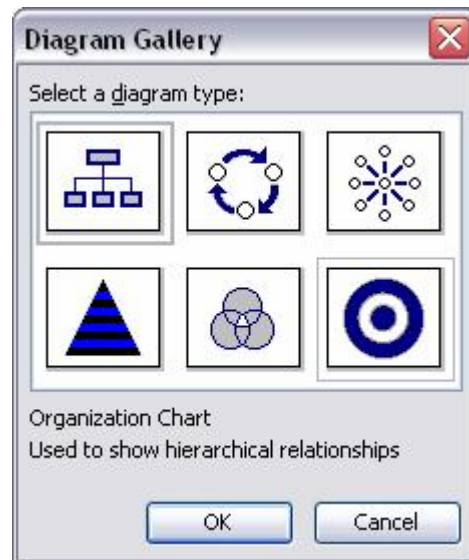 Diagram Gallery
Select a diagram type:
Organization Chart
Used to show hierarchical relationships
OK
Cancel